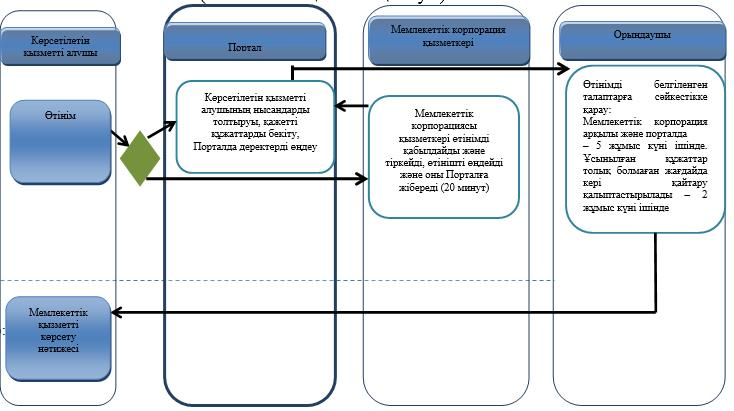 Көрсетілетін
қызметті алушы
Портал
Мемлекеттік корпорация
қызметкері
Орындаушы
Өтінім
Көрсетілетін қызметті
алушының нысандарды
толтыруы, қажетті
құжаттарды бекіту,
Порталда деректерді өңдеу
Мемлекеттік
корпорациясы
қызметкері өтінімді
қабылдайды және
тіркейді, өтінішті өңдейді
және оны Порталға
жібереді (20 минут)
Өтінімді белгіленген
талаптарға сәйкестікке
қарау:
Мемлекеттік корпорация
арқылы және порталда
– 5 жұмыс күні ішінде.
Ұсынылған құжаттар
толық болмаған жағдайда
кері қайтару
қалыптастырылады – 2
жұмыс күні ішінде
Мемлекеттік
қызметті
көрсету
нәтижесі